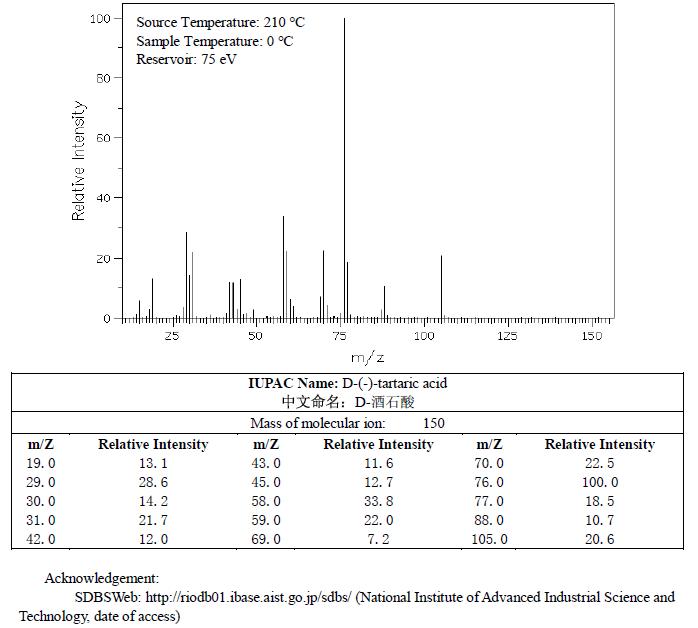 Source Temperature: 210 °C
Sample Temperature: 0 °C
Reservoir: 75 eV
100
80
60
40
20
0
Relative Intensity
25 50 75 100 125 150
m/z
IUPAC Name: D-(-)-tartaric acid
中文命名：D-酒石酸
Mass of molecular ion: 150
m/Z Relative Intensity m/Z Relative Intensity m/Z Relative Intensity
19.0 13.1 43.0 11.6 70.0 22.5
29.0 28.6 45.0 12.7 76.0 100.0
30.0 14.2 58.0 33.8 77.0 18.5
31.0 21.7 59.0 22.0 88.0 10.7
42.0 12.0 69.0 7.2 105.0 20.6
Acknowledgement:
SDBSWeb: http://riodb01.ibase.aist.go.jp/sdbs/ (National Institute of Advanced Industrial Science and
Technology, date of access)